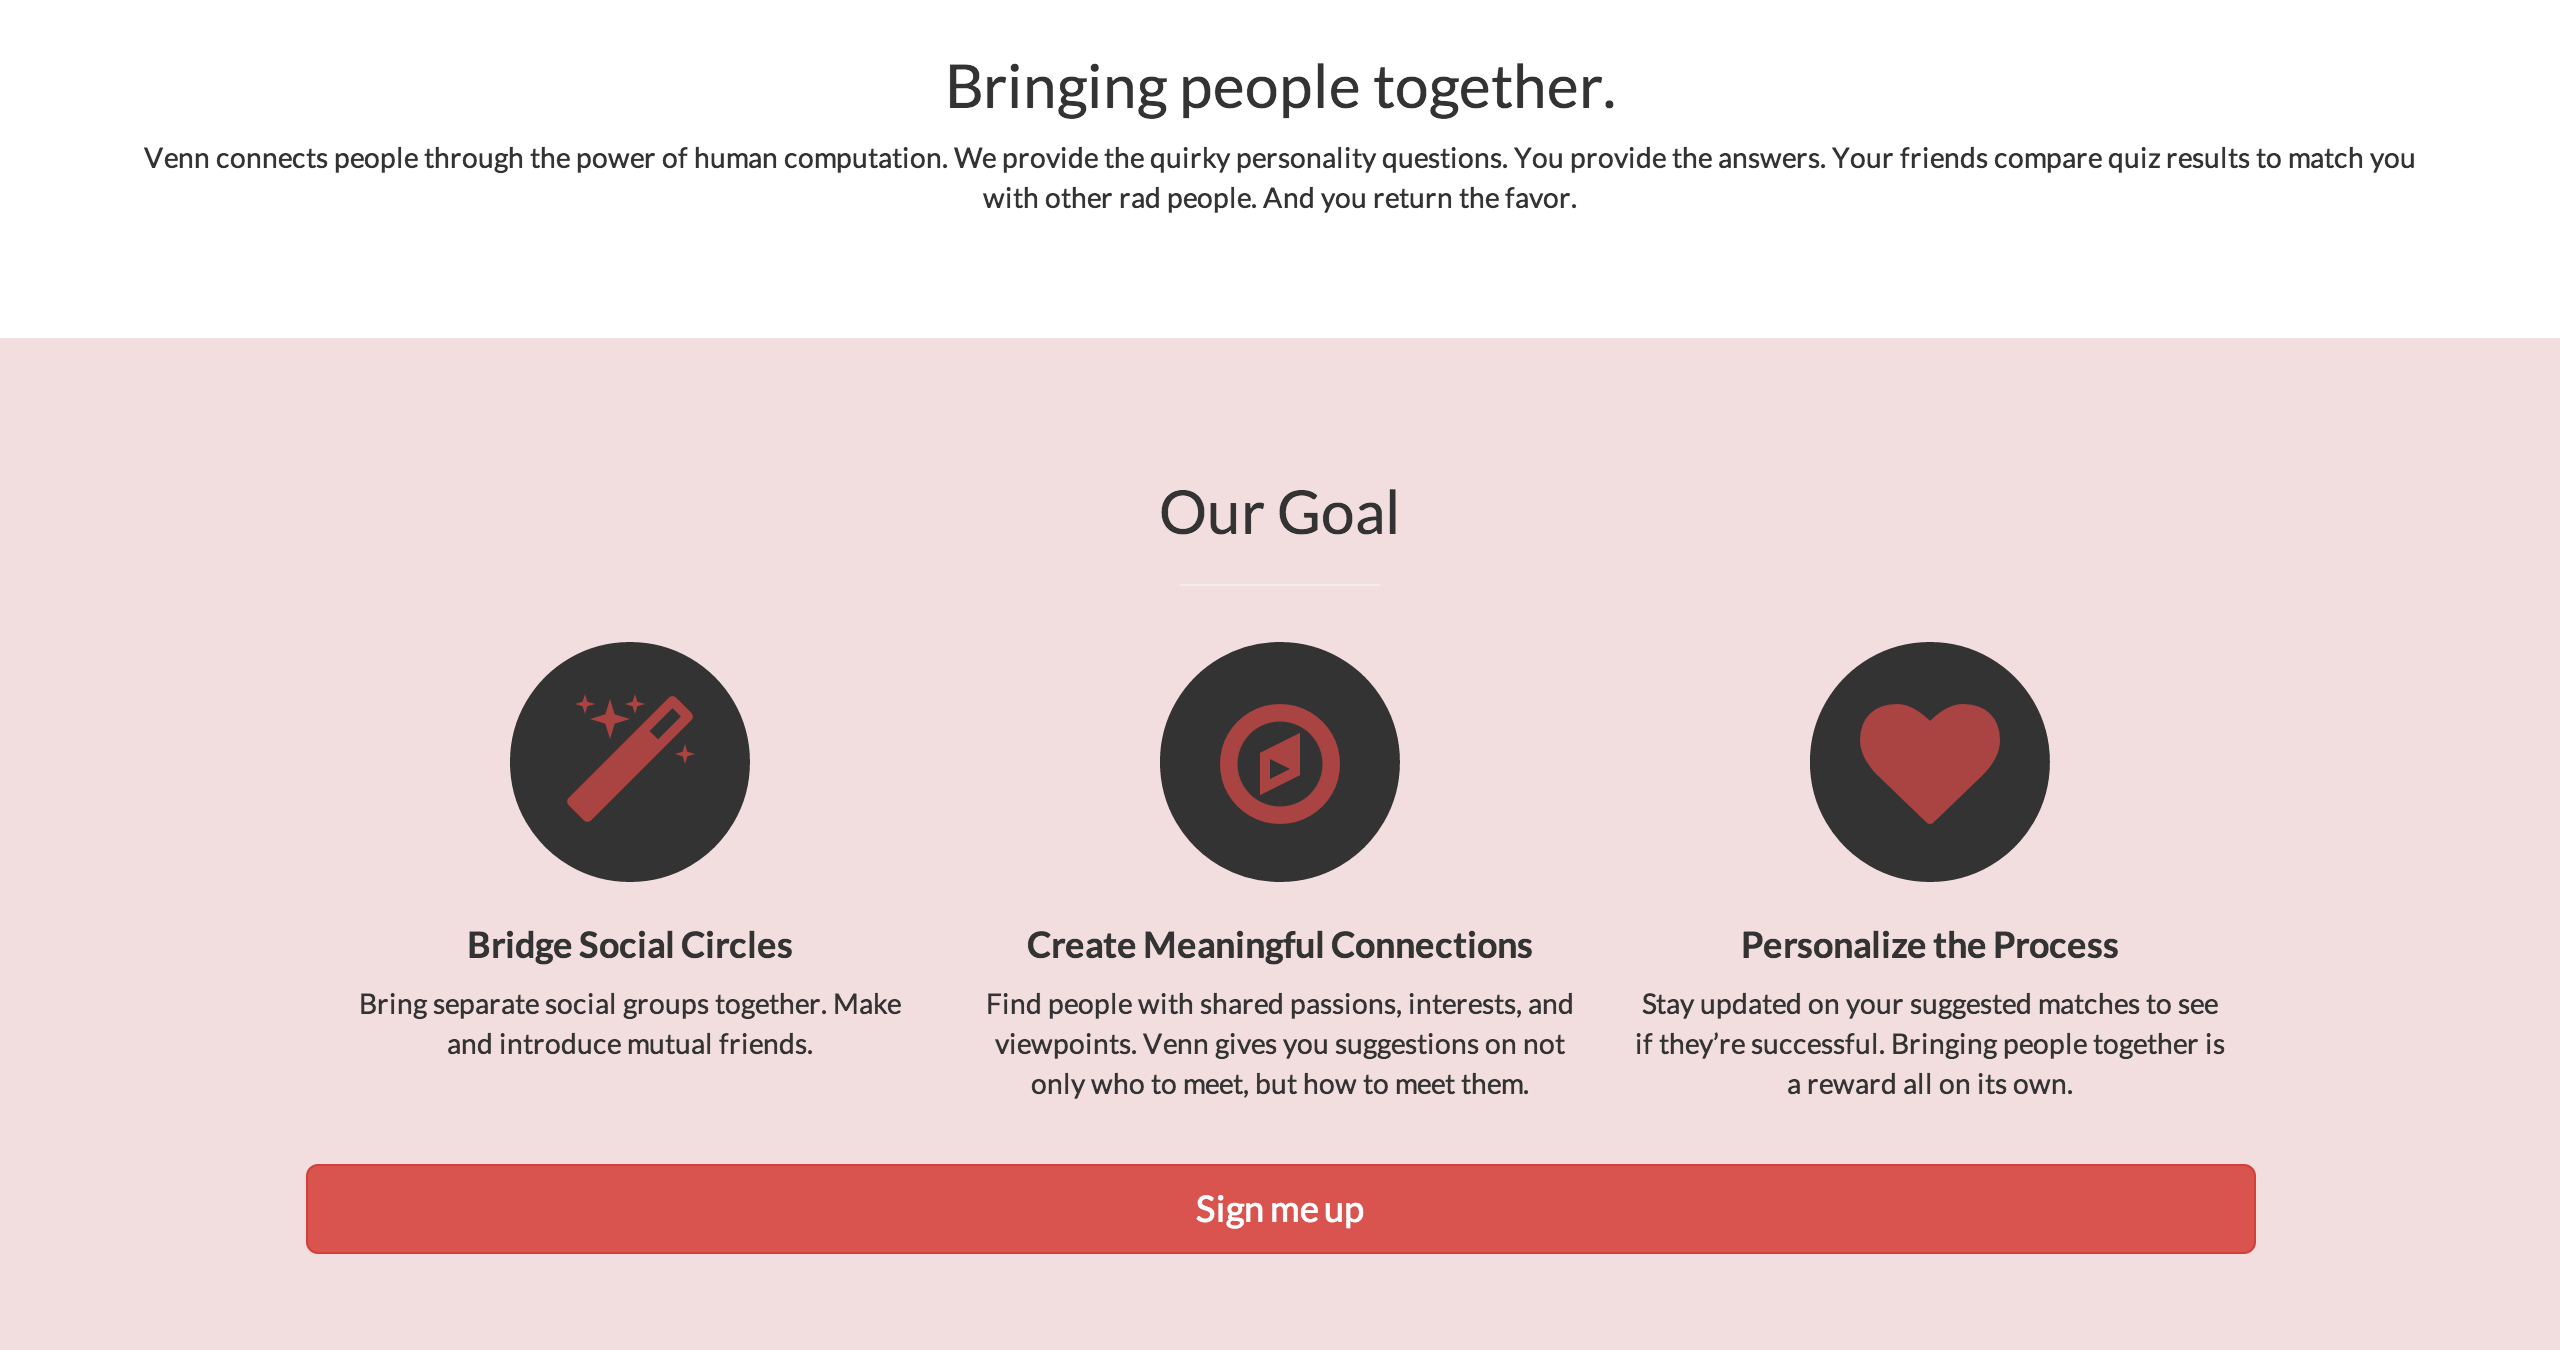 Bringing people together.
Venn connects people through the power of human computation. We provide the quirky personality questions. You provide the answers. Your friends compare quiz results to match you
with other rad people. And you return the favor.
Our Goal
Bridge Social Circles
Bring separate social groups together. Make
and introduce mutual friends.
Create Meaningful Connections
Find people with shared passions, interests, and
viewpoints. Venn gives you suggestions on not
only who to meet, but how to meet them.
Personalize the Process
Stay updated on your suggested matches to see
if they’re successful. Bringing people together is
a reward all on its own.
Sign me up